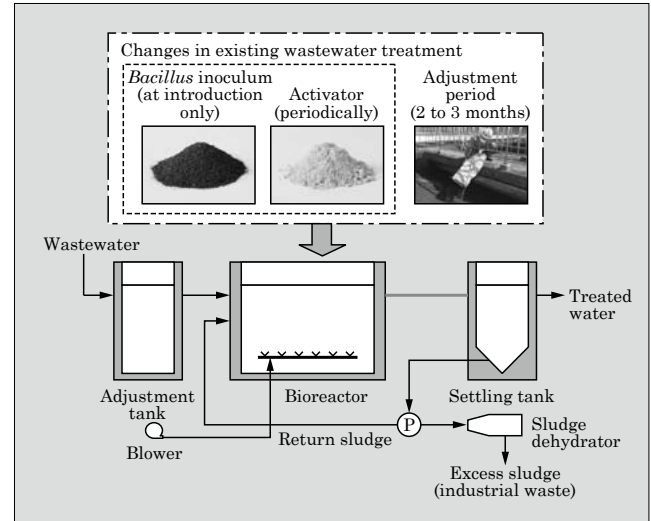 Changes in existing wastewater treatment
Bacillus inoculum
(at introduction
only)
Activator
(periodically)
Adjustment
period
(2 to 3 months)
Wastewater
Treated
water
Adjustment
tank
Bioreactor
Settling tank
Blower
Return sludge
P
Sludge
dehydrator
Excess sludge
(industrial waste)